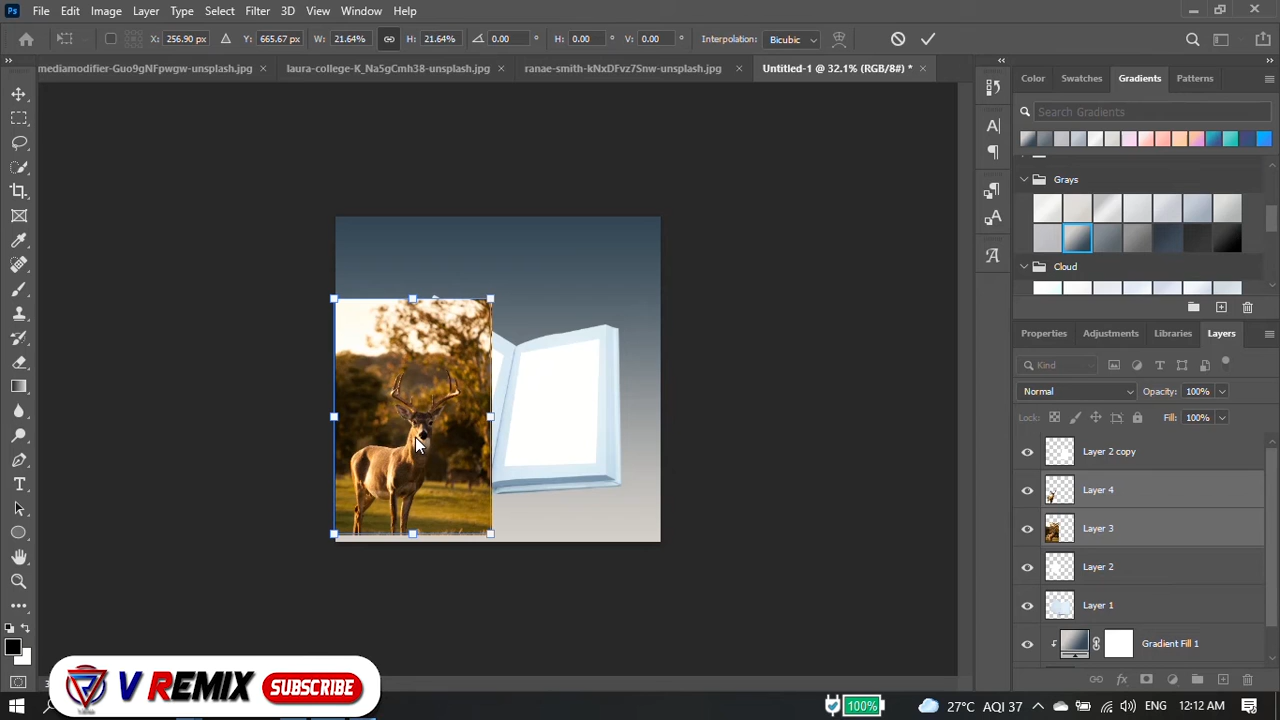 Ps File Edit Image Layer Type Select Filter 3D View Window Help
X: 256.90 px Y: 665.67 px W: 21.64% H: 21.64% 0.00 ° H: 0.00 ° V: 0.00 ° Interpolation: Bicubic
mediamodifier-Guo9gNFpwgw-unsplash.jpg × laura-college-K_Na5gCmh38-unsplash.jpg × ranae-smith-kNxDFvz7Snw-unsplash.jpg × Untitled-1 @ 32.1% (RGB/8#) * ×
Color Swatches Gradients Patterns
Search Gradients
Grays
Cloud
Properties Adjustments Libraries Layers
Kind
Normal Opacity: 100%
Lock: Fill: 100%
Layer 2 copy
Layer 4
Layer 3
Layer 2
Layer 1
Gradient Fill 1
V REMIX SUBSCRIBE
100% 27°C AQI 37 ENG 12:12 AM